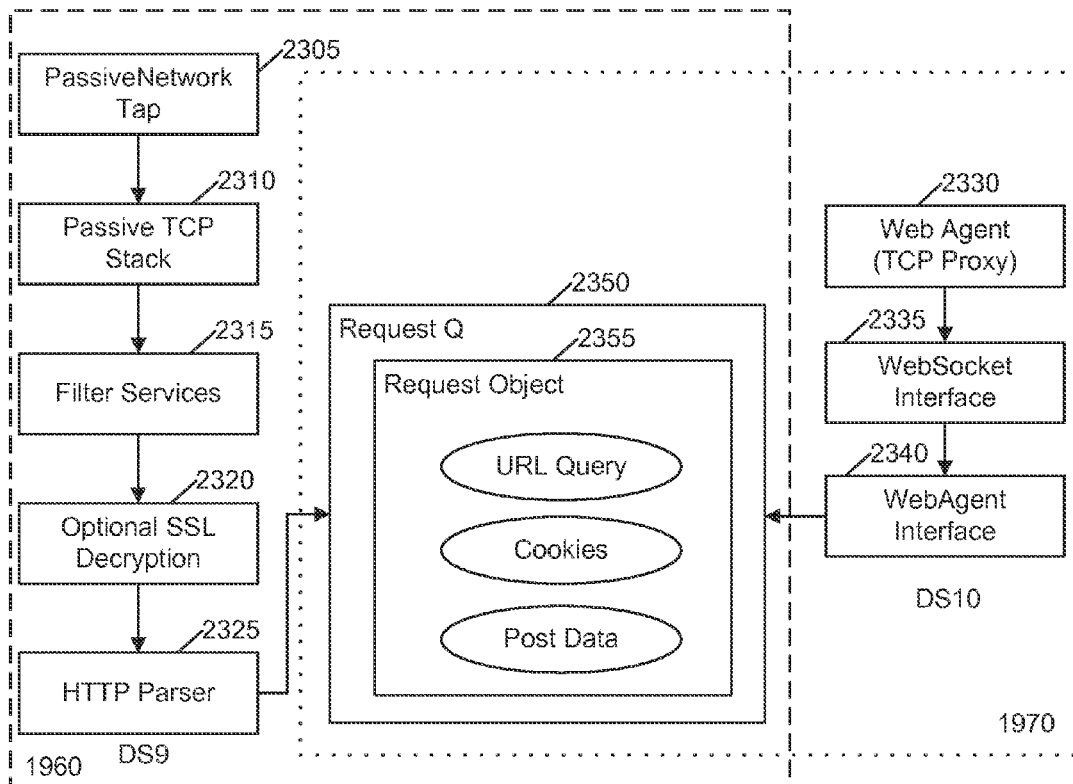 2305
PassiveNetwork
Tap
2310
Passive TCP
Stack
2315
Filter Services
2320
Optional SSL
Decryption
2325
HTTP Parser
DS9
1960
2350
Request Q
2355
Request Object
URL Query
Cookies
Post Data
2330
Web Agent
(TCP Proxy)
2335
WebSocket
Interface
2340
WebAgent
Interface
DS10
1970